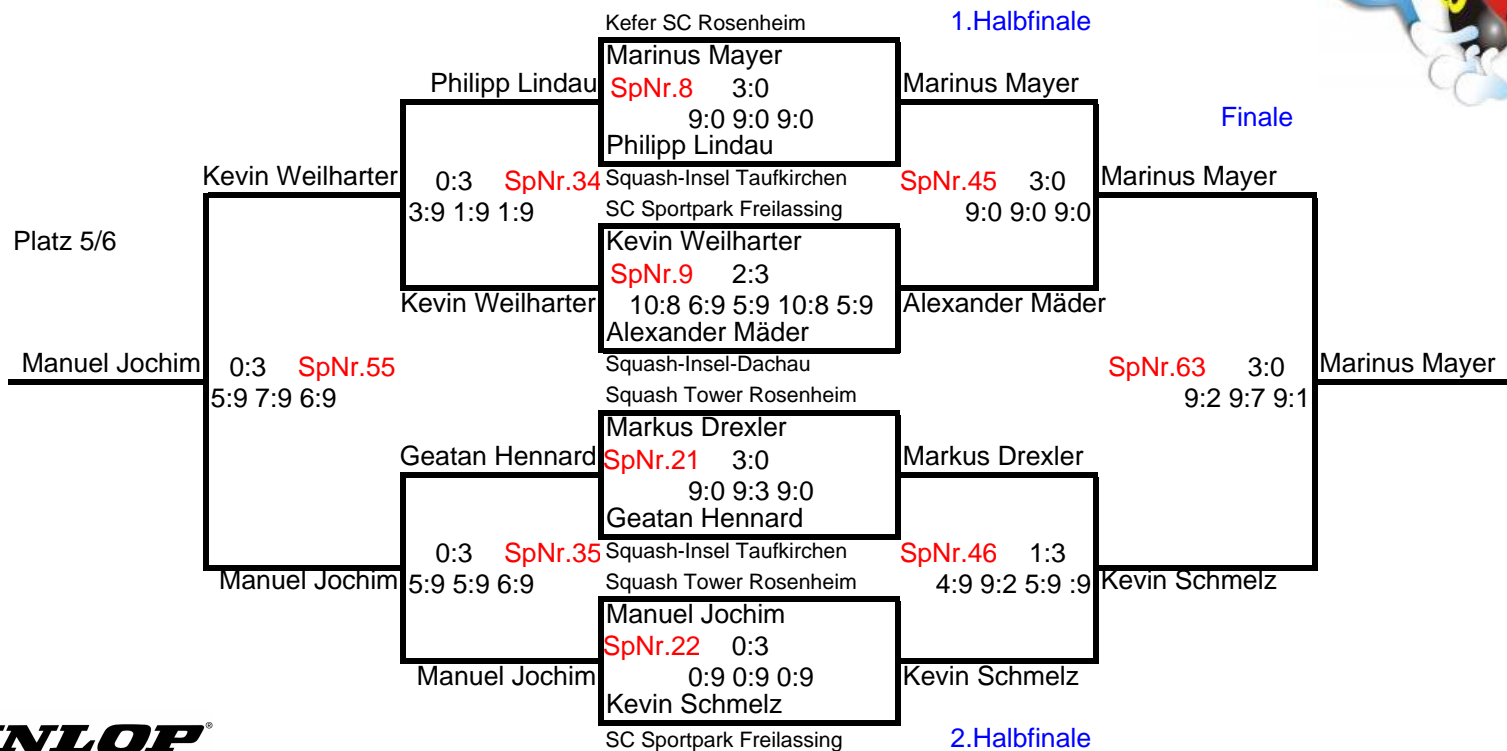 Kefer SC Rosenheim 1.Halbfinale
Marinus Mayer
Philipp Lindau SpNr.8 3:0 Marinus Mayer
9:0 9:0 9:0 Finale
Philipp Lindau
Kevin Weilharter 0:3 SpNr.34 Squash-Insel Taufkirchen SpNr.45 3:0 Marinus Mayer
3:9 1:9 1:9 SC Sportpark Freilassing 9:0 9:0 9:0
Platz 5/6 Kevin Weilharter
SpNr.9 2:3
Kevin Weilharter 10:8 6:9 5:9 10:8 5:9 Alexander Mäder
Alexander Mäder
Manuel Jochim 0:3 SpNr.55 Squash-Insel-Dachau SpNr.63 3:0 Marinus Mayer
5:9 7:9 6:9 Squash Tower Rosenheim 9:2 9:7 9:1
Markus Drexler
Geatan Hennard SpNr.21 3:0 Markus Drexler
9:0 9:3 9:0
Geatan Hennard
0:3 SpNr.35 Squash-Insel Taufkirchen SpNr.46 1:3
Manuel Jochim 5:9 5:9 6:9 Squash Tower Rosenheim 4:9 9:2 5:9 :9 Kevin Schmelz
Manuel Jochim
SpNr.22 0:3
Manuel Jochim 0:9 0:9 0:9 Kevin Schmelz
Kevin Schmelz
SC Sportpark Freilassing 2.Halbfinale